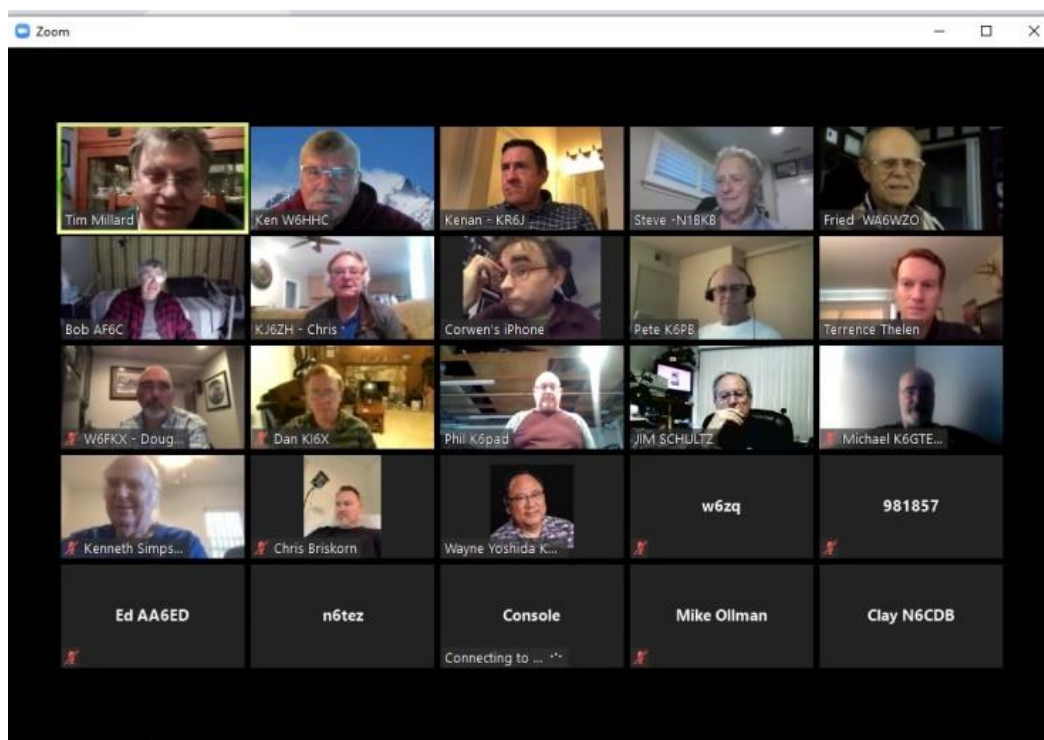 Zoom
Tim Millard
Ken W6HHC
Kenan - KR6J
Steve -N1BKB
Fried WA6WZO
Bob AF6C
KJ6ZH - Chris
Corwen's iPhone
Pete K6PB
Terrence Thelen
W6FKX - Doug...
Dan KI6X
Phil K6pad
JIM SCHULTZ
Michael K6GTE...
Kenneth Simps...
Chris Briskorn
Wayne Yoshida K...
w6zq
981857
Ed AA6ED
n6tez
Console
Connecting to ...
Mike Ollman
Clay N6CDB